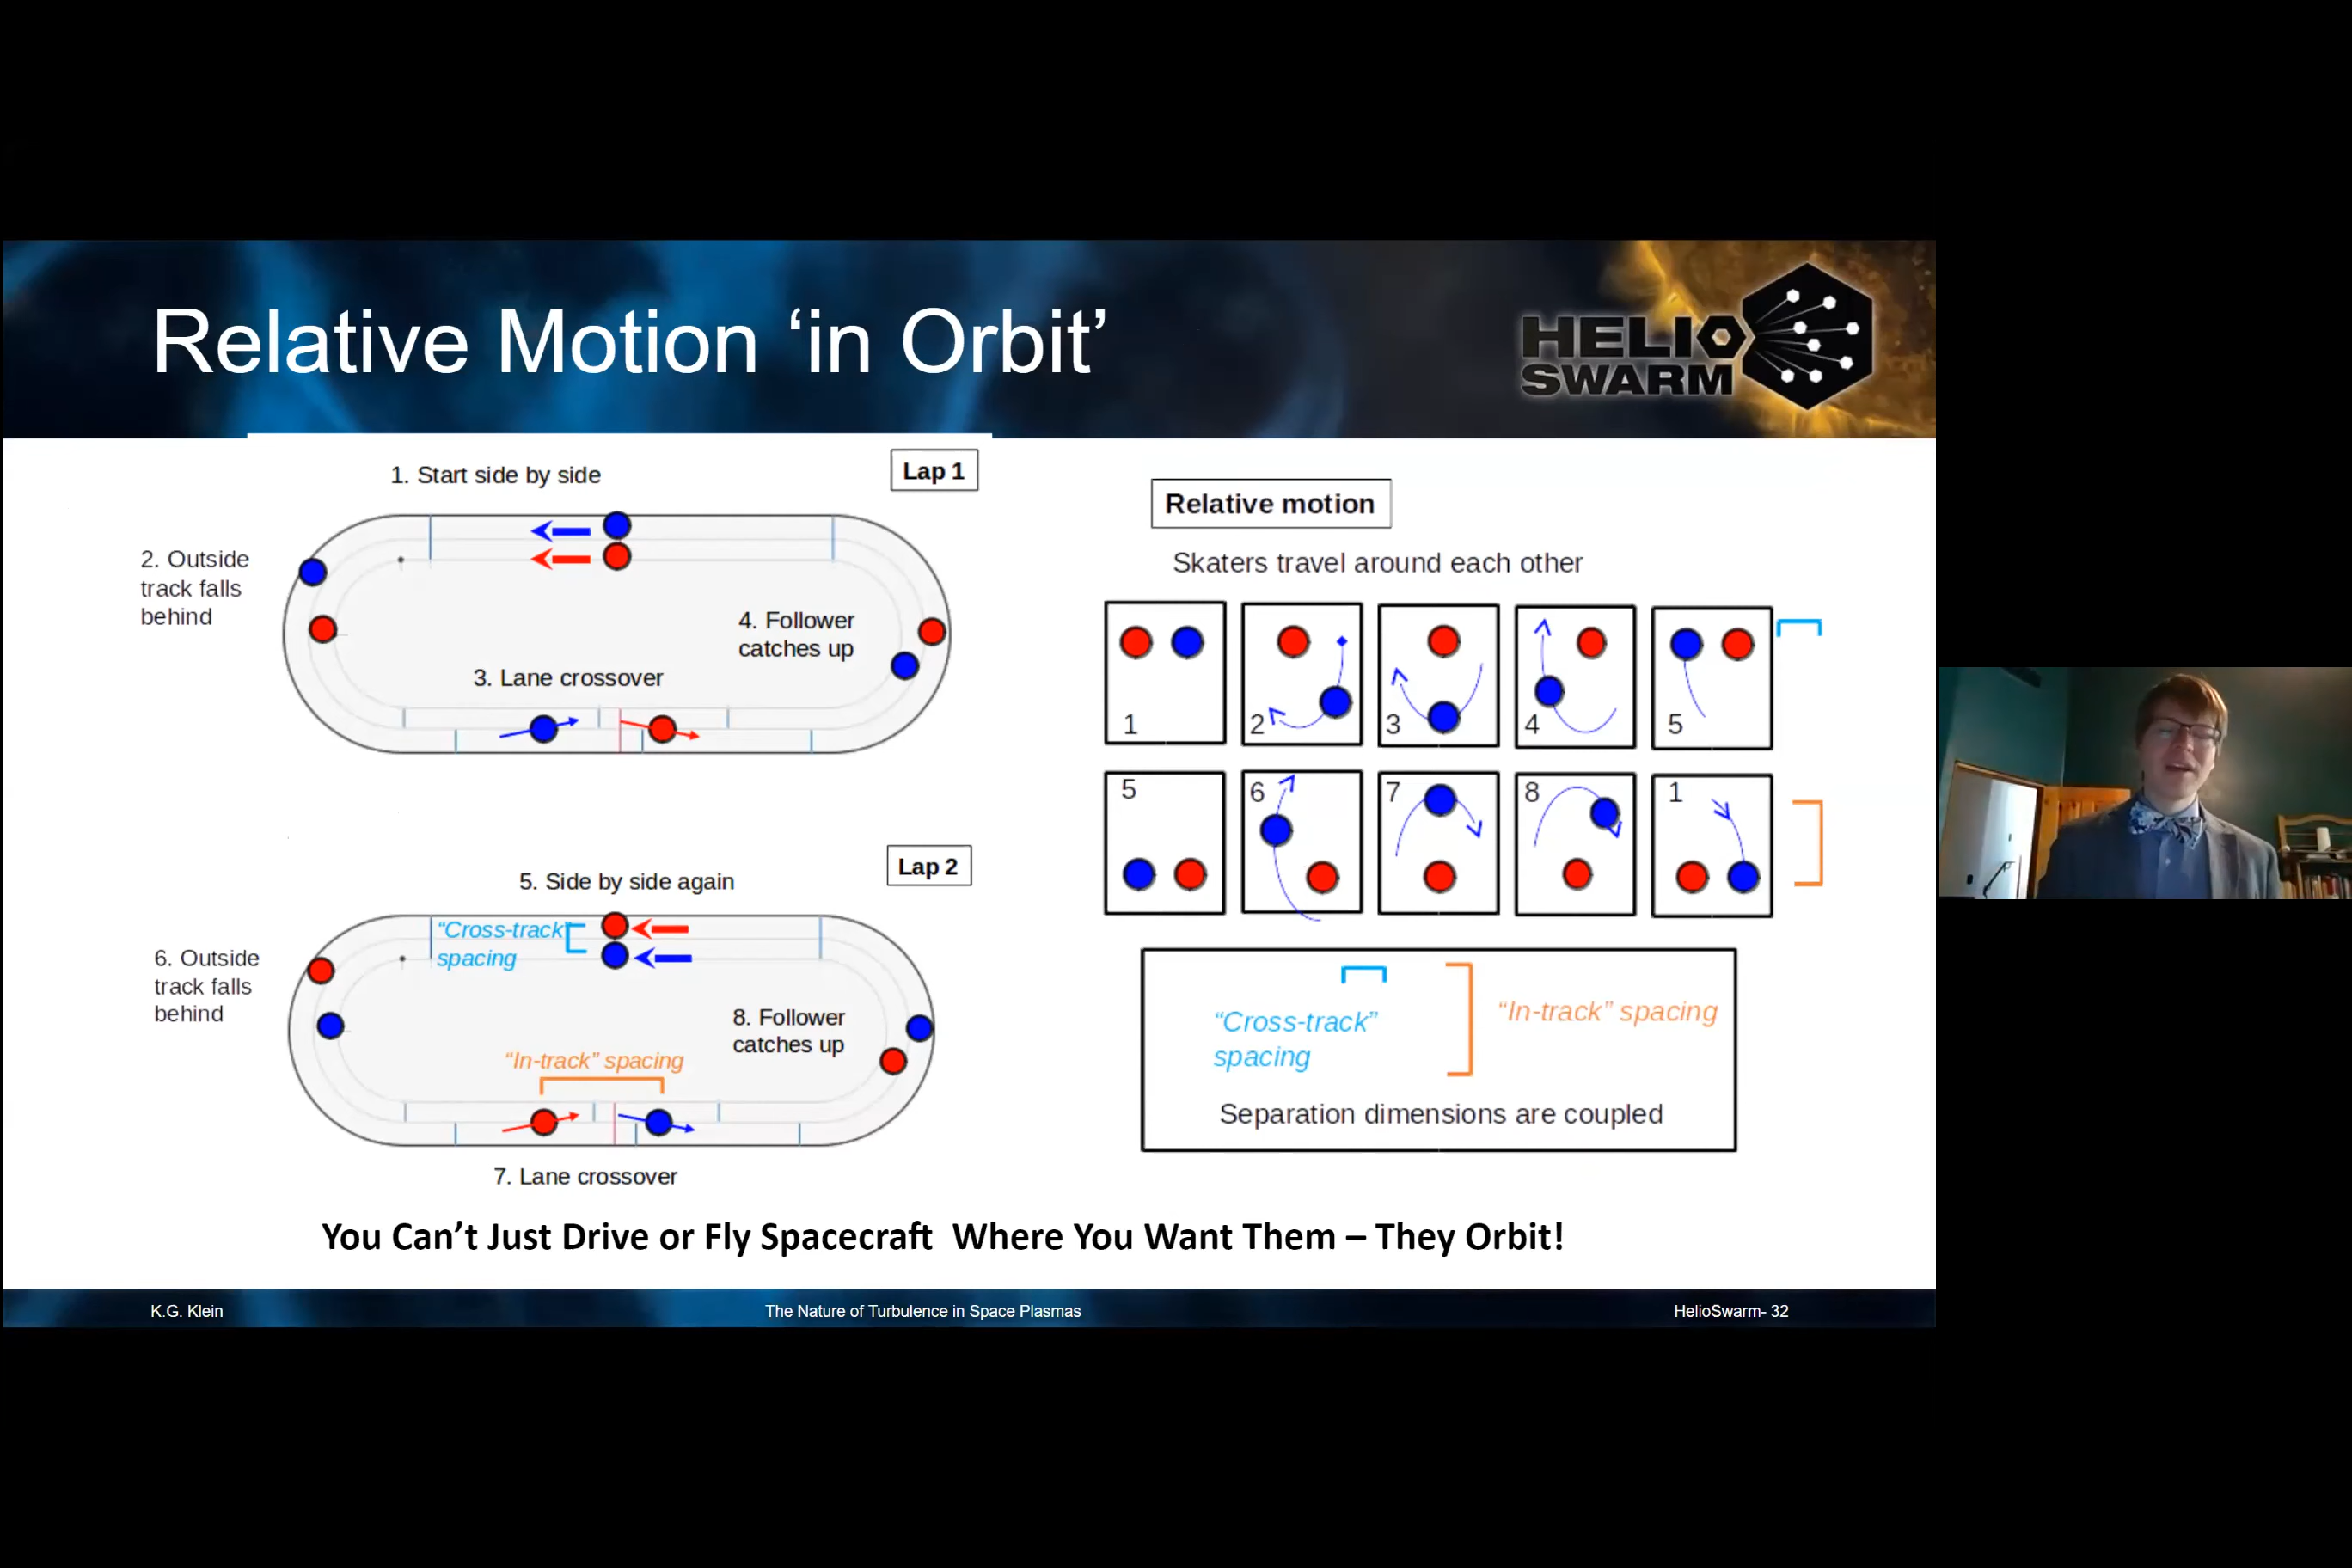 Relative Motion ‘in Orbit’
HELIO
SWARM
1. Start side by side
Lap 1
2. Outside
track falls
behind
4. Follower
catches up
3. Lane crossover
5. Side by side again
Lap 2
“Cross-track”
spacing
6. Outside
track falls
behind
8. Follower
catches up
“In-track” spacing
7. Lane crossover
Relative motion
Skaters travel around each other
1 2 3 4 5
5 6 7 8 1
“Cross-track”
spacing
“In-track” spacing
Separation dimensions are coupled
You Can’t Just Drive or Fly Spacecraft  Where You Want Them – They Orbit!
K.G. Klein
The Nature of Turbulence in Space Plasmas
HelioSwarm- 32